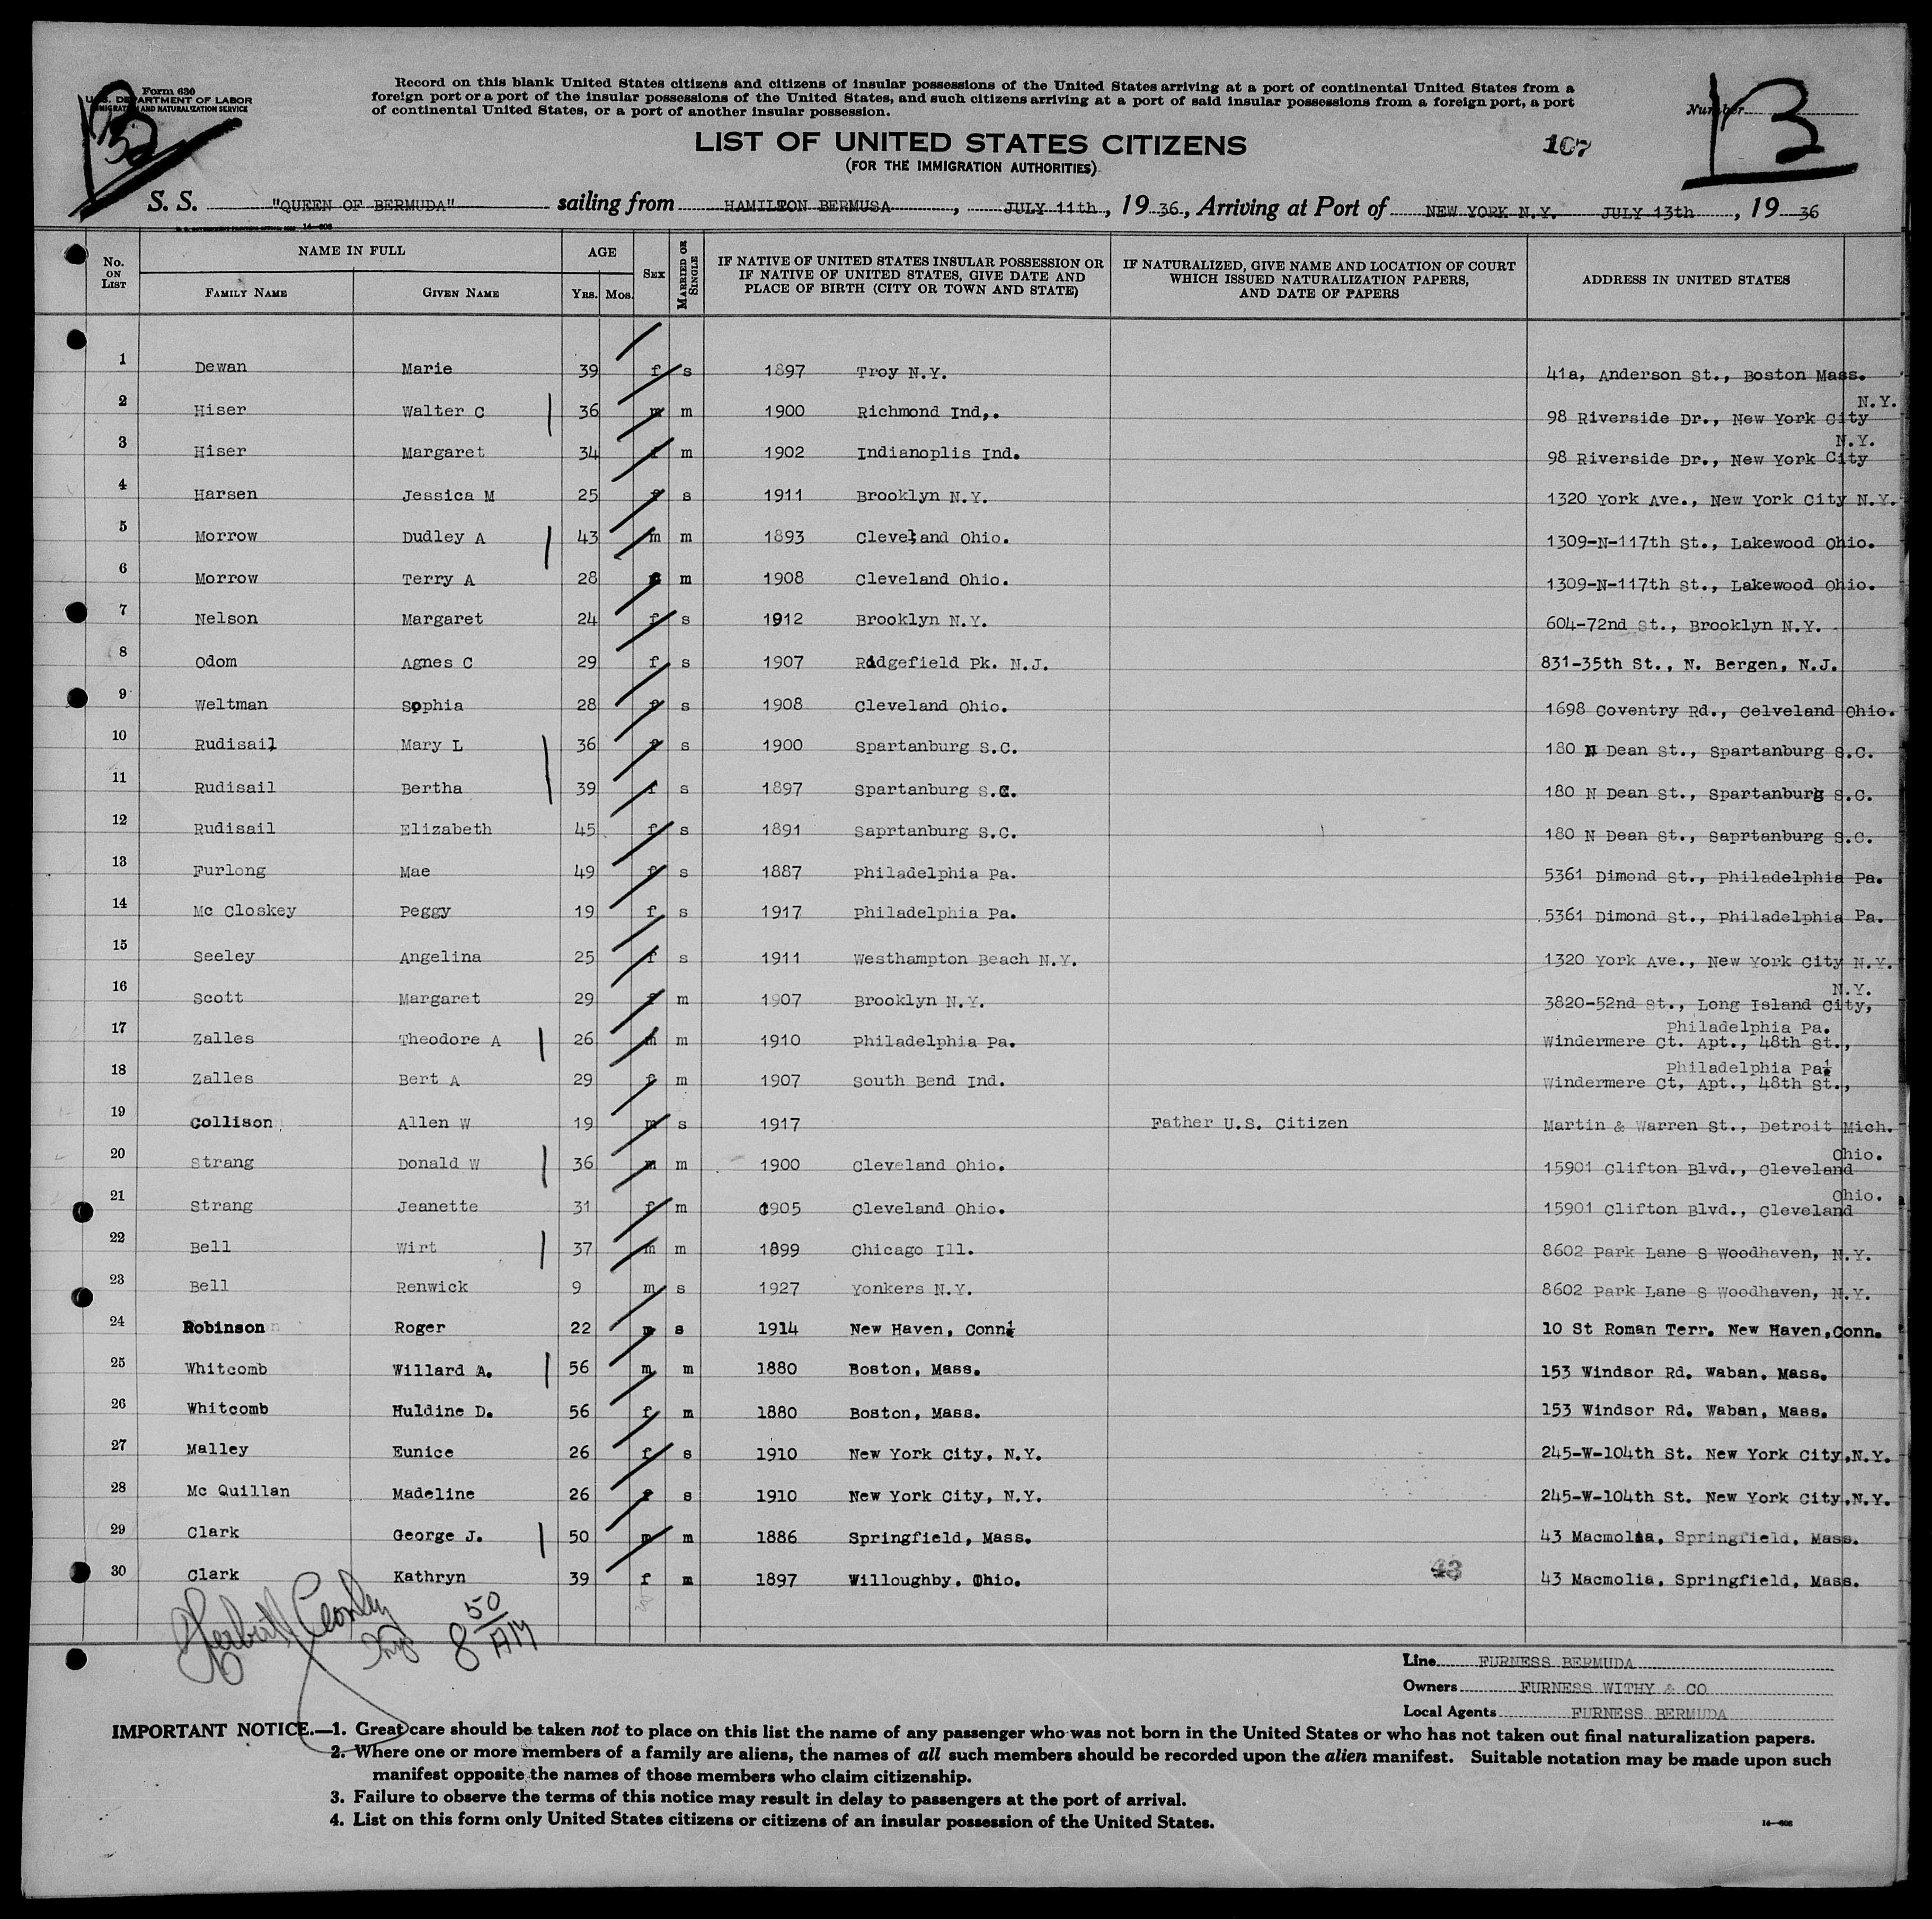 Form 630
U.S. DEPARTMENT OF LABOR
IMMIGRATION AND NATURALIZATION SERVICE
Record on this blank United States citizens and citizens of insular possessions of the United States arriving at a port of continental United States from a
foreign port or a port of the insular possessions of the United States, and such citizens arriving at a port of said insular possessions from a foreign port, a port
of continental United States, or a port of another insular possession.
Number
13
13
LIST OF UNITED STATES CITIZENS
107
(FOR THE IMMIGRATION AUTHORITIES)
S. S. "QUEEN OF BERMUDA" sailing from HAMILTON BERMUSA, JULY 11th, 19 36, Arriving at Port of NEW YORK N.Y. JULY 13th, 19 36
No. ON LIST NAME IN FULL FAMILY NAME GIVEN NAME AGE YRS. MOS. SEX MARRIED OR SINGLE IF NATIVE OF UNITED STATES INSULAR POSSESSION OR IF NATIVE OF UNITED STATES, GIVE DATE AND PLACE OF BIRTH (CITY OR TOWN AND STATE) IF NATURALIZED, GIVE NAME AND LOCATION OF COURT WHICH ISSUED NATURALIZATION PAPERS, AND DATE OF PAPERS ADDRESS IN UNITED STATES
1 Dewan Marie 39 f s 1897 Troy N.Y. 41a, Anderson St., Boston Mass.
2 Hiser Walter C 36 m m 1900 Richmond Ind,. 98 Riverside Dr., New York City N.Y.
3 Hiser Margaret 34 f m 1902 Indianoplis Ind. 98 Riverside Dr., New York City N.Y.
4 Harsen Jessica M 25 f s 1911 Brooklyn N.Y. 1320 York Ave., New York City N.Y.
5 Morrow Dudley A 43 m m 1893 Cleveland Ohio. 1309-N-117th St., Lakewood Ohio.
6 Morrow Terry A 28 f m 1908 Cleveland Ohio. 1309-N-117th St., Lakewood Ohio.
7 Nelson Margaret 24 f s 1912 Brooklyn N.Y. 604-72nd St., Brooklyn N.Y.
8 Odom Agnes C 29 f s 1907 Ridgefield Pk. N.J. 831-35th St., N. Bergen, N.J.
9 Weltman Sophia 28 f s 1908 Cleveland Ohio. 1698 Coventry Rd., Celveland Ohio.
10 Rudisail Mary L 36 f s 1900 Spartanburg S.C. 180 N Dean St., Spartanburg S.C.
11 Rudisail Bertha 39 f s 1897 Spartanburg S.C. 180 N Dean St., Spartanburg S.C.
12 Rudisail Elizabeth 45 f s 1891 Saprtanburg S.C. 180 N Dean St., Saprtanburg S.C.
13 Furlong Mae 49 f s 1887 Philadelphia Pa. 5361 Dimond St., Philadelphia Pa.
14 Mc Closkey Peggy 19 f s 1917 Philadelphia Pa. 5361 Dimond St., Philadelphia Pa.
15 Seeley Angelina 25 f s 1911 Westhampton Beach N.Y. 1320 York Ave., New York City N.Y.
16 Scott Margaret 29 f m 1907 Brooklyn N.Y. 3820-52nd St., Long Island City, N.Y.
17 Zalles Theodore A 26 m m 1910 Philadelphia Pa. Windermere Ct. Apt., 48th St., Philadelphia Pa.
18 Zalles Bert A 29 f m 1907 South Bend Ind. Windermere Ct, Apt., 48th St., Philadelphia Pa.
19 Collison Allen W 19 m s 1917 Father U.S. Citizen Martin & Warren St., Detroit Mich.
20 Strang Donald W 36 m m 1900 Cleveland Ohio. 15901 Clifton Blvd., Cleveland Ohio.
21 Strang Jeanette 31 f m 1905 Cleveland Ohio. 15901 Clifton Blvd., Cleveland Ohio.
22 Bell Wirt 37 m m 1899 Chicago Ill. 8602 Park Lane S Woodhaven, N.Y.
23 Bell Renwick 9 m s 1927 Yonkers N.Y. 8602 Park Lane S Woodhaven, N.Y.
24 Robinson Roger 22 m s 1914 New Haven, Conn. 10 St Roman Terr. New Haven, Conn.
25 Whitcomb Willard A. 56 m m 1880 Boston, Mass. 153 Windsor Rd. Waban, Mass.
26 Whitcomb Huldine D. 56 f m 1880 Boston, Mass. 153 Windsor Rd. Waban, Mass.
27 Malley Eunice 26 f s 1910 New York City, N.Y. 245-W-104th St. New York City, N.Y.
28 Mc Quillan Madeline 26 f s 1910 New York City, N.Y. 245-W-104th St. New York City, N.Y.
29 Clark George J. 50 m m 1886 Springfield, Mass. 43 Macmolia, Springfield, Mass.
30 Clark Kathryn 39 f m 1897 Willoughby, Ohio. 43 Macmolia, Springfield, Mass.
43
8 50 AM
Line FURNESS BERMUDA
Owners FURNESS WITHY & CO
Local Agents FURNESS BERMUDA
IMPORTANT NOTICE.—1. Great care should be taken not to place on this list the name of any passenger who was not born in the United States or who has not taken out final naturalization papers.
2. Where one or more members of a family are aliens, the names of all such members should be recorded upon the alien manifest. Suitable notation may be made upon such
manifest opposite the names of those members who claim citizenship.
3. Failure to observe the terms of this notice may result in delay to passengers at the port of arrival.
4. List on this form only United States citizens or citizens of an insular possession of the United States.
14—608